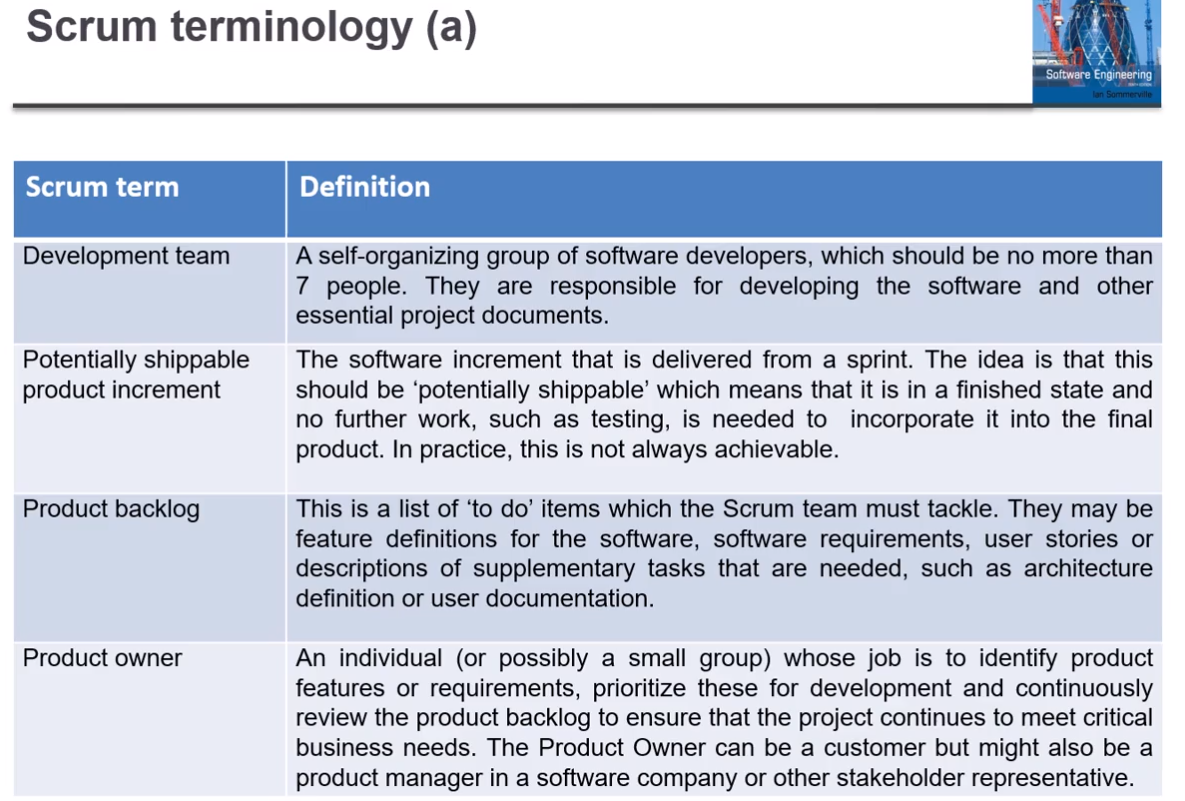 Scrum terminology (a)
Software Engineering
Ian Sommerville
Scrum term
Definition
Development team
A self-organizing group of software developers, which should be no more than
7 people. They are responsible for developing the software and other
essential project documents.
Potentially shippable
product increment
The software increment that is delivered from a sprint. The idea is that this
should be ‘potentially shippable’ which means that it is in a finished state and
no further work, such as testing, is needed to incorporate it into the final
product. In practice, this is not always achievable.
Product backlog
This is a list of ‘to do’ items which the Scrum team must tackle. They may be
feature definitions for the software, software requirements, user stories or
descriptions of supplementary tasks that are needed, such as architecture
definition or user documentation.
Product owner
An individual (or possibly a small group) whose job is to identify product
features or requirements, prioritize these for development and continuously
review the product backlog to ensure that the project continues to meet critical
business needs. The Product Owner can be a customer but might also be a
product manager in a software company or other stakeholder representative.